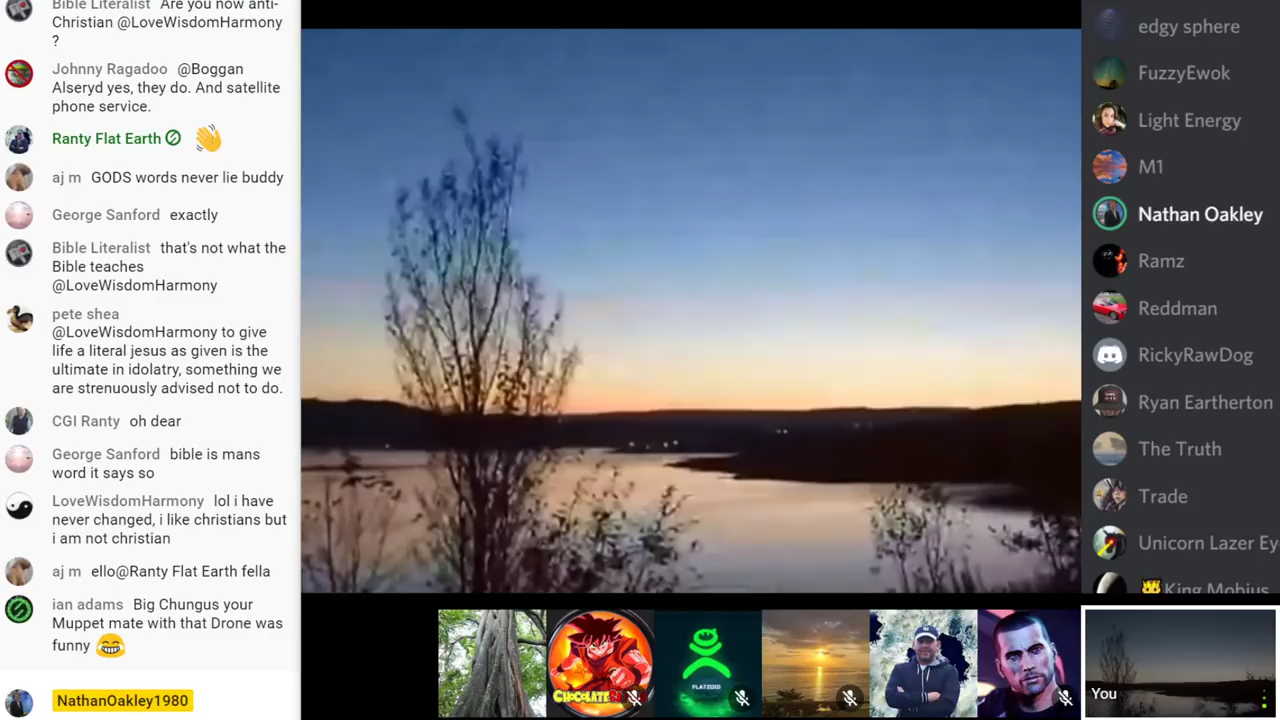 Bible Literalist Are you now anti-
Christian @LoveWisdomHarmony
?
Johnny Ragadoo @Boggan
Alseryd yes, they do. And satellite
phone service.
Ranty Flat Earth
aj m GODS words never lie buddy
George Sanford exactly
Bible Literalist that's not what the
Bible teaches
@LoveWisdomHarmony
pete shea
@LoveWisdomHarmony to give
life a literal jesus as given is the
ultimate in idolatry, something we
are strenuously advised not to do.
CGI Ranty oh dear
George Sanford bible is mans
word it says so
LoveWisdomHarmony lol i have
never changed, i like christians but
i am not christian
aj m ello@Ranty Flat Earth fella
ian adams Big Chungus your
Muppet mate with that Drone was
funny
NathanOakley1980
FLATZOID
You
edgy sphere
FuzzyEwok
Light Energy
M1
Nathan Oakley
Ramz
Reddman
RickyRawDog
Ryan Eartherton
The Truth
Trade
Unicorn Lazer Ey
King Mobius